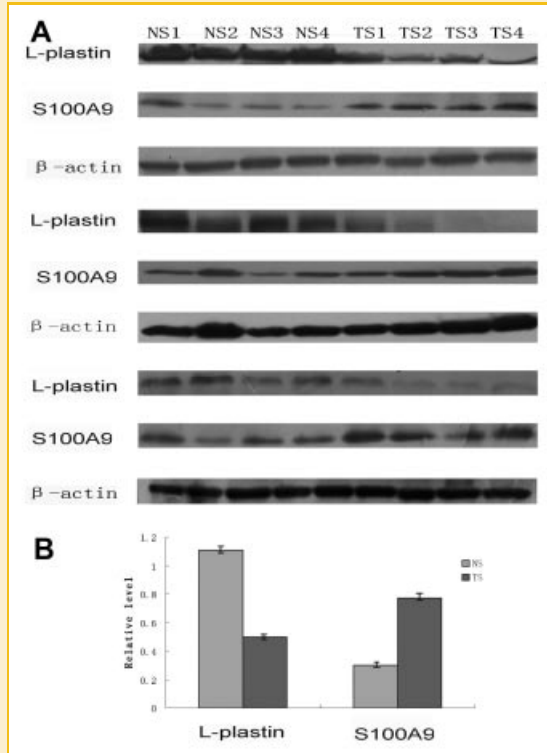 A
NS1 NS2 NS3 NS4 TS1 TS2 TS3 TS4
L-plastin
S100A9
β-actin
L-plastin
S100A9
β-actin
L-plastin
S100A9
β-actin
B
1.2
1
0.8
0.6
0.4
0.2
0
Relative level
NS
TS
L-plastin S100A9